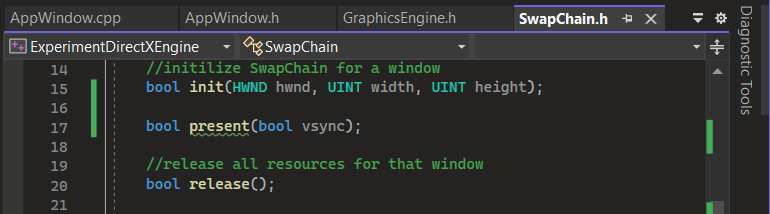 AppWindow.cpp
AppWindow.h
GraphicsEngine.h
SwapChain.h
ExperimentDirectXEngine
SwapChain
14 //initilize SwapChain for a window
15 bool init(HWND hwnd, UINT width, UINT height);
16
17 bool present(bool vsync);
18
19 //release all resources for that window
20 bool release();
21
Diagnostic Tools